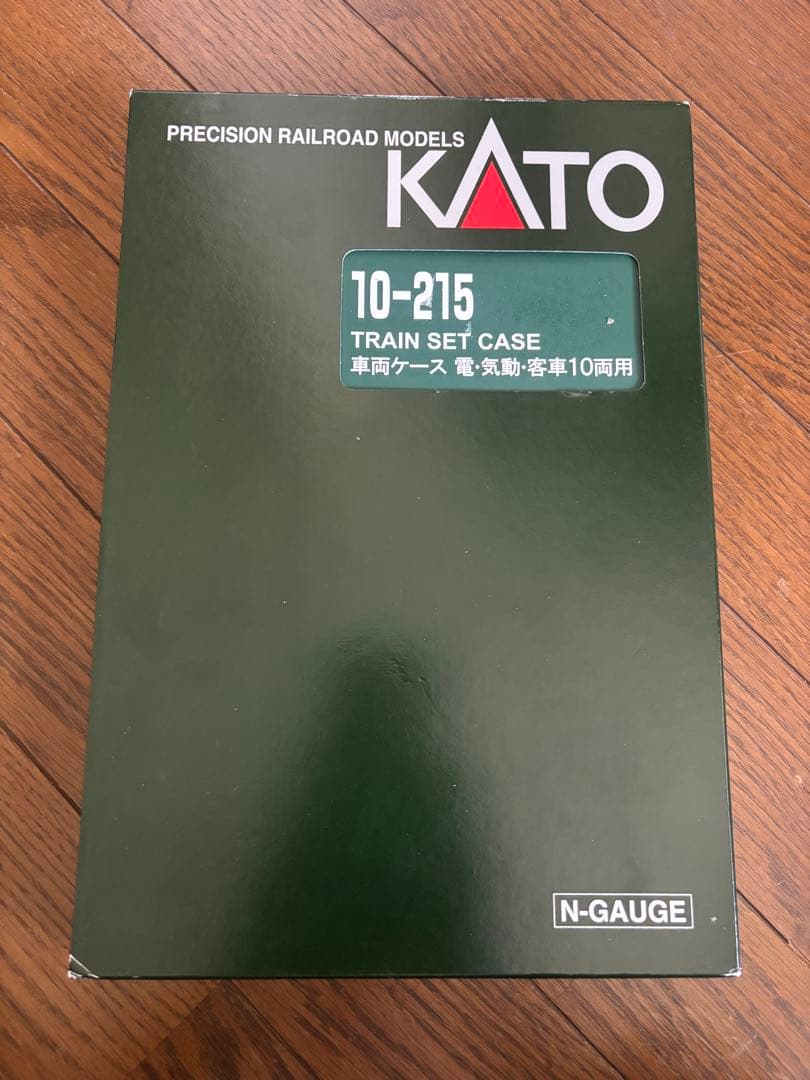 PRECISION RAILROAD MODELS
KATO
10-215
TRAIN SET CASE
車両ケース 電・気動・客車10両用
N-GAUGE